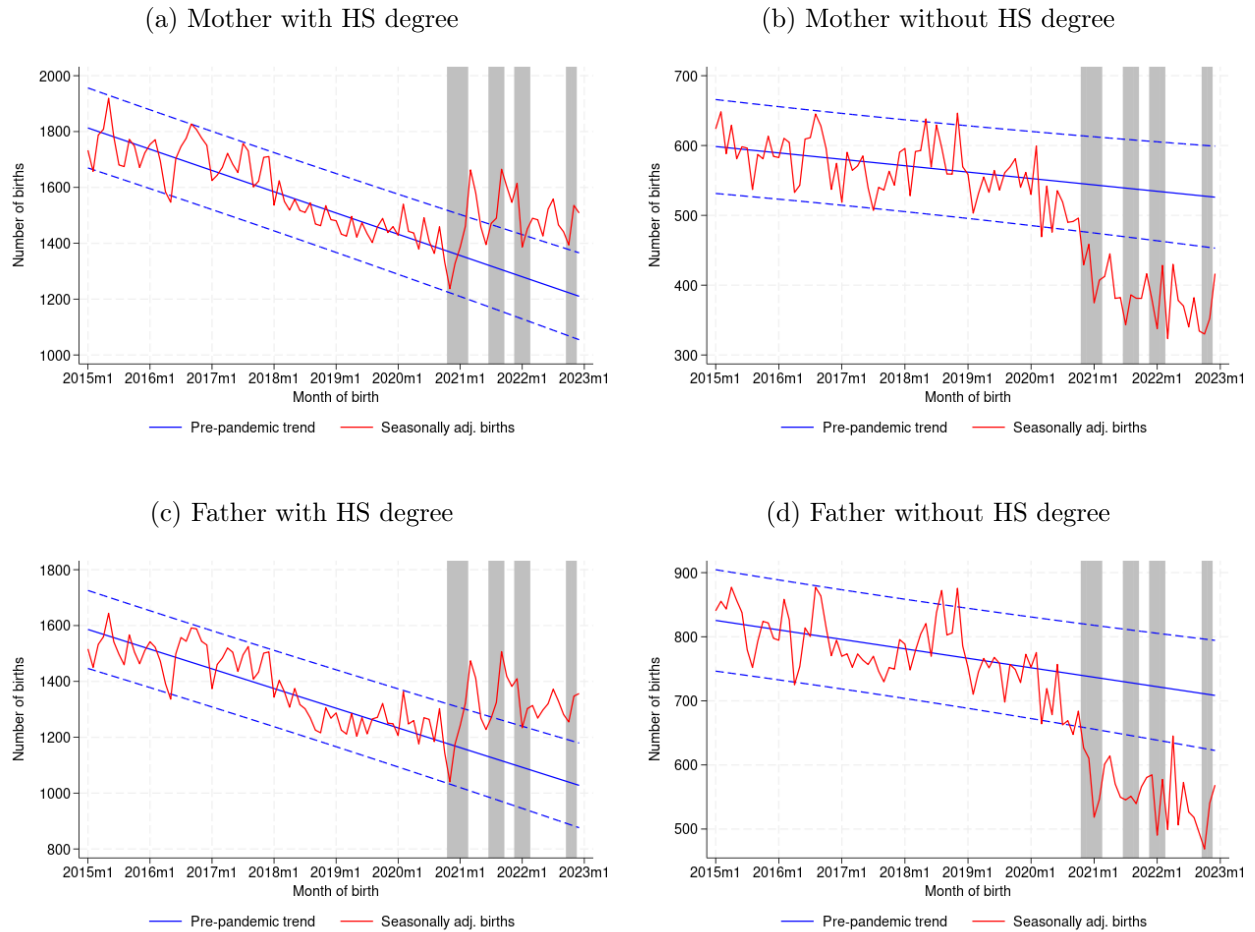 (a) Mother with HS degree
Number of births
2000
1800
1600
1400
1200
1000
2015m1 2016m1 2017m1 2018m1 2019m1 2020m1 2021m1 2022m1 2023m1
Month of birth
Pre-pandemic trend Seasonally adj. births
(b) Mother without HS degree
Number of births
700
600
500
400
300
2015m1 2016m1 2017m1 2018m1 2019m1 2020m1 2021m1 2022m1 2023m1
Month of birth
Pre-pandemic trend Seasonally adj. births
(c) Father with HS degree
Number of births
1800
1600
1400
1200
1000
800
2015m1 2016m1 2017m1 2018m1 2019m1 2020m1 2021m1 2022m1 2023m1
Month of birth
Pre-pandemic trend Seasonally adj. births
(d) Father without HS degree
Number of births
900
800
700
600
500
2015m1 2016m1 2017m1 2018m1 2019m1 2020m1 2021m1 2022m1 2023m1
Month of birth
Pre-pandemic trend Seasonally adj. births